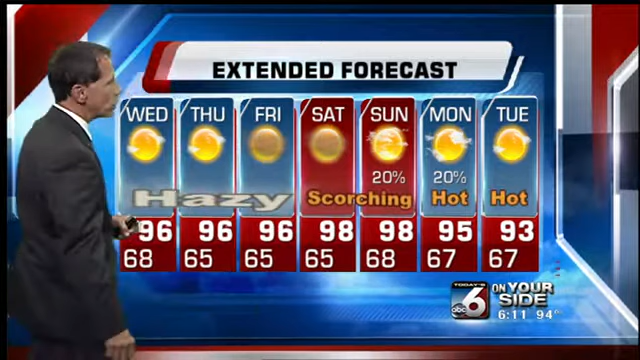 EXTENDED FORECAST
WED THU FRI SAT SUN MON TUE
20% 20%
Hazy Scorching Hot Hot
96 96 96 98 98 95 93
68 65 65 65 68 67 67
TODAY'S
abc 6
ON YOUR
SIDE
6:11 94°